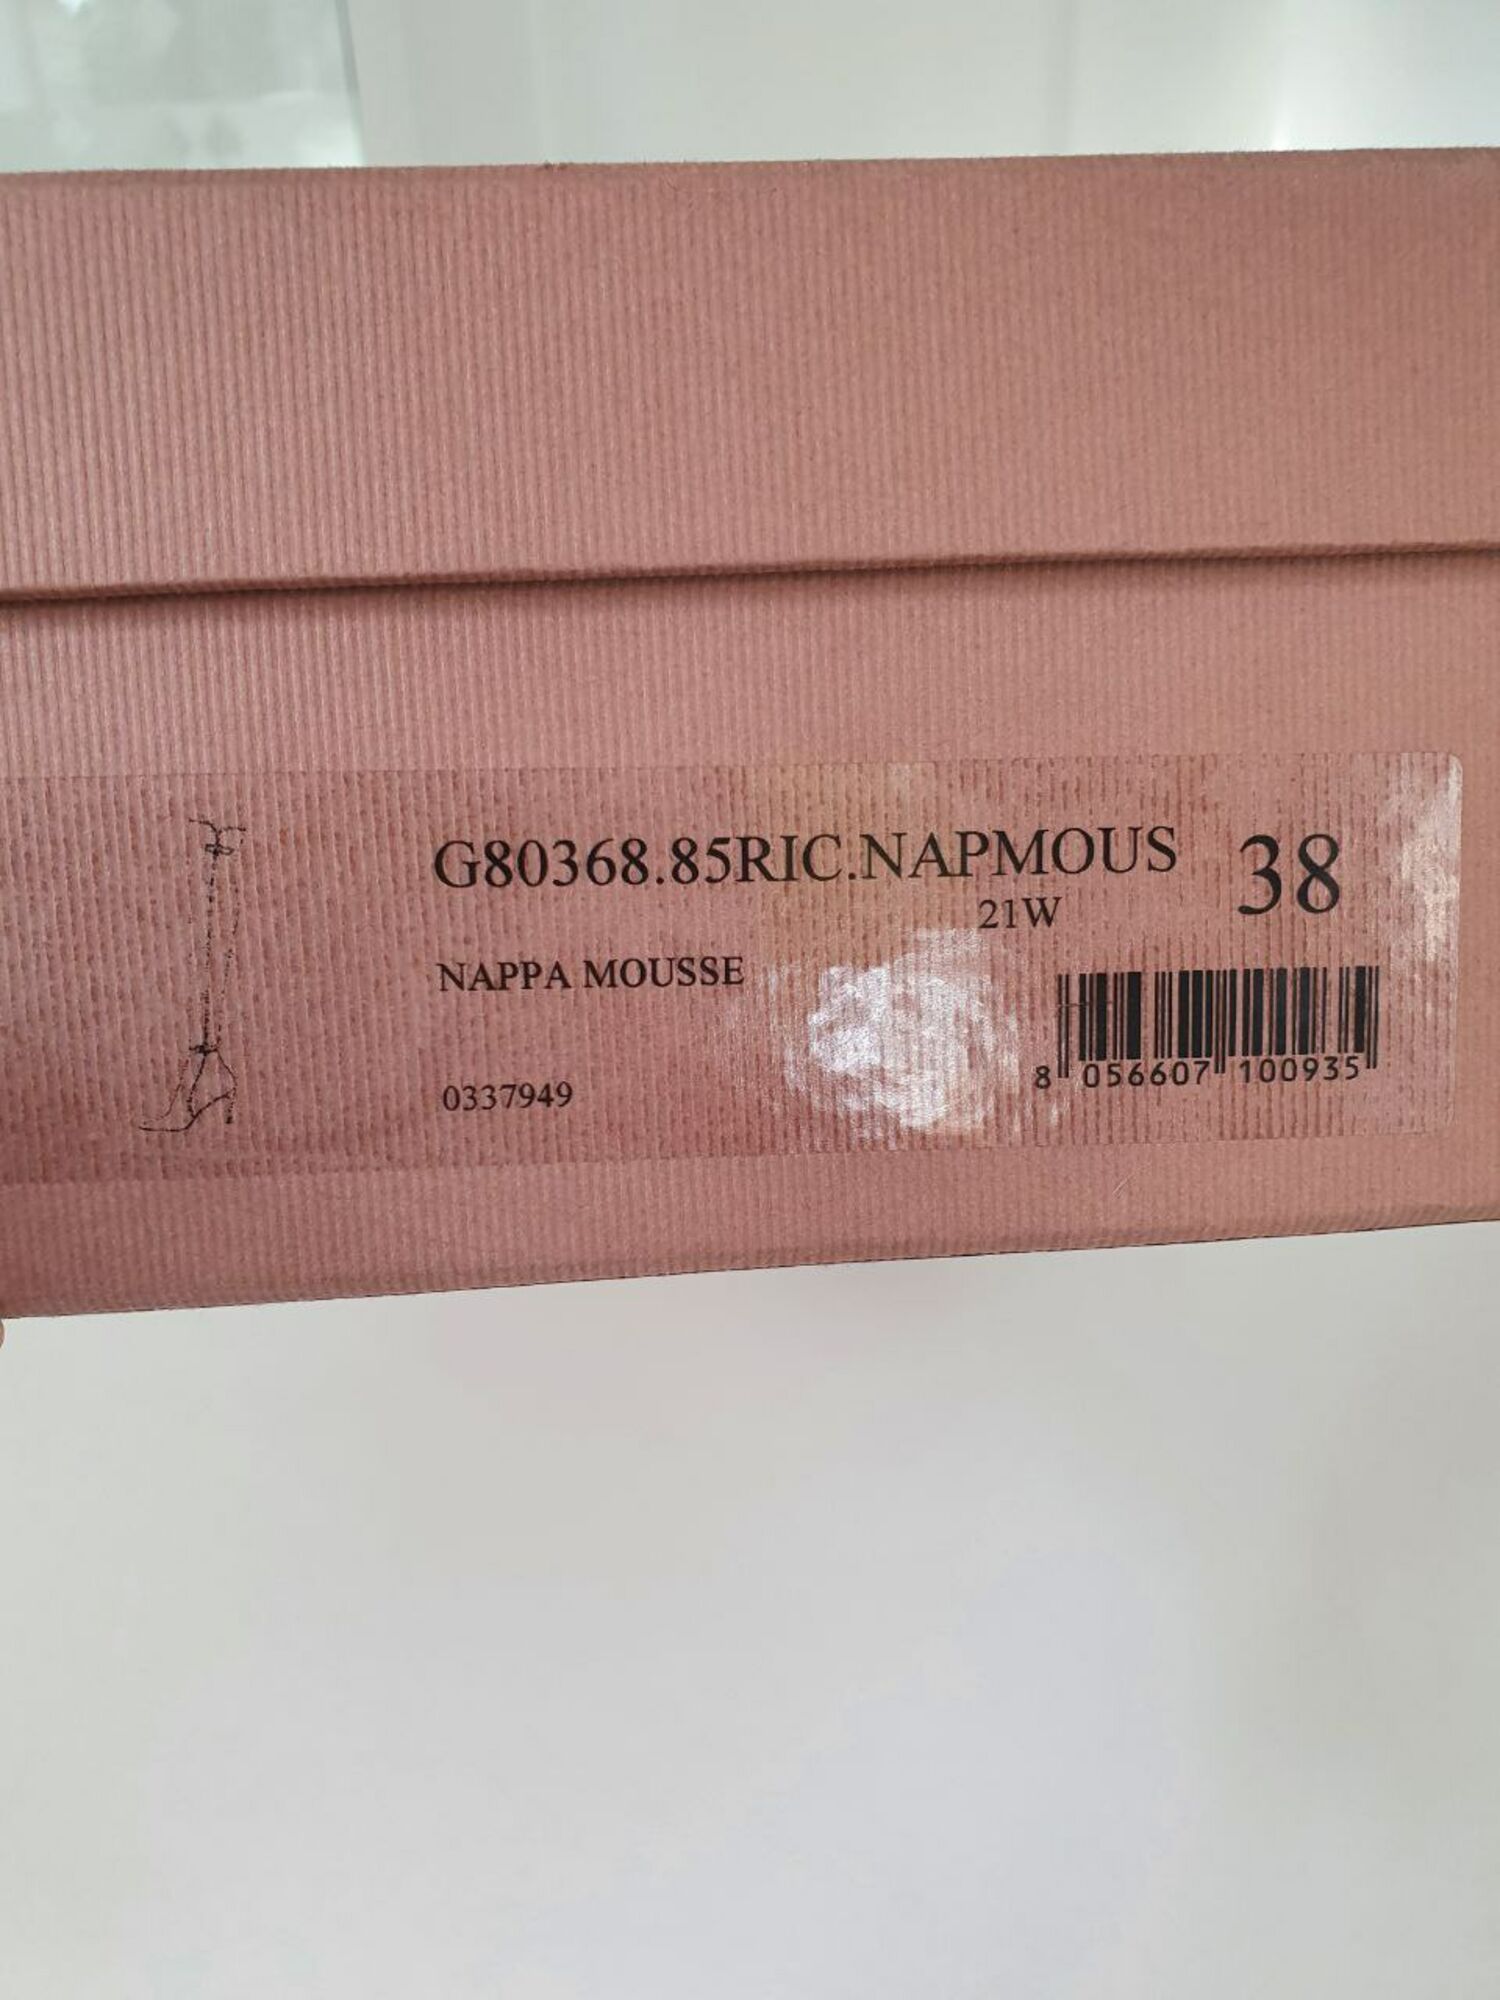 G80368.85RIC.NAPMOUS 38
21W
NAPPA MOUSSE
0337949
8 056607 100935